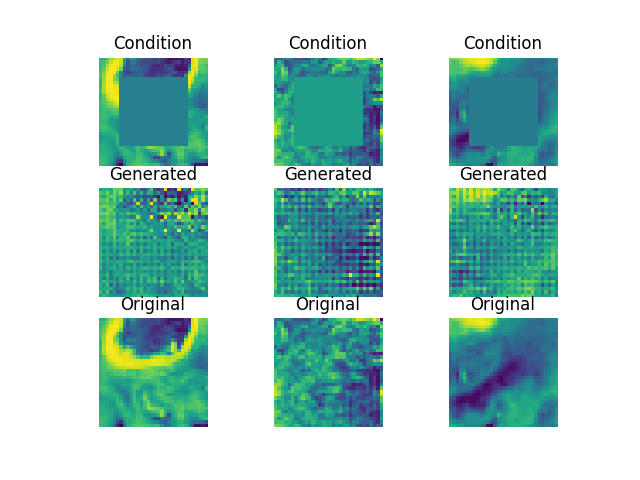 Condition Condition Condition
Generated Generated Generated
Original Original Original